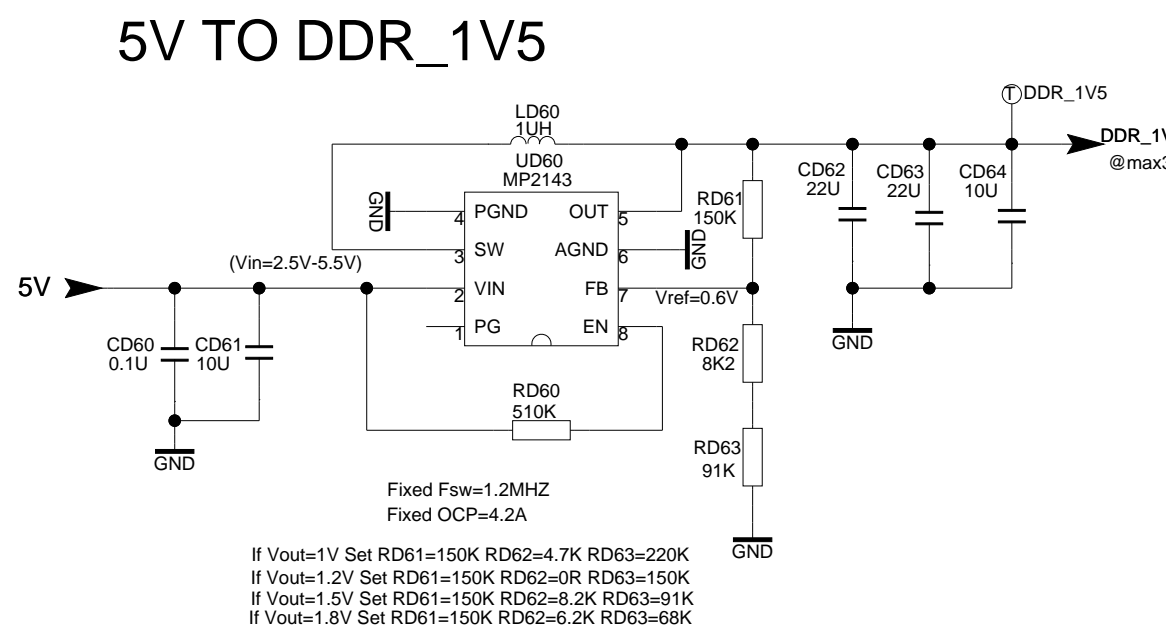 5V TO DDR_1V5
T DDR_1V5
LD60
1UH
DDR_1V
@max3
UD60
MP2143
GND
4 PGND
OUT 5
3 SW
AGND 6
GND
2 VIN
FB 7
1 PG
EN 8
RD61
150K
CD62
22U
CD63
22U
CD64
10U
(Vin=2.5V-5.5V)
5V
Vref=0.6V
CD60
0.1U
CD61
10U
RD62
8K2
GND
RD60
510K
GND
RD63
91K
Fixed Fsw=1.2MHZ
Fixed OCP=4.2A
GND
If Vout=1V Set RD61=150K RD62=4.7K RD63=220K
If Vout=1.2V Set RD61=150K RD62=0R RD63=150K
If Vout=1.5V Set RD61=150K RD62=8.2K RD63=91K
If Vout=1.8V Set RD61=150K RD62=6.2K RD63=68K